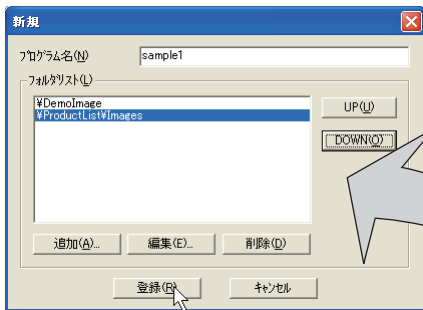 新規
プログラム名(N) sample1
フォルダリスト(L)
¥DemoImage
¥ProductList¥Images
UP(U)
DOWN(O)
追加(A)... 編集(E)... 削除(D)
登録(R) キャンセル